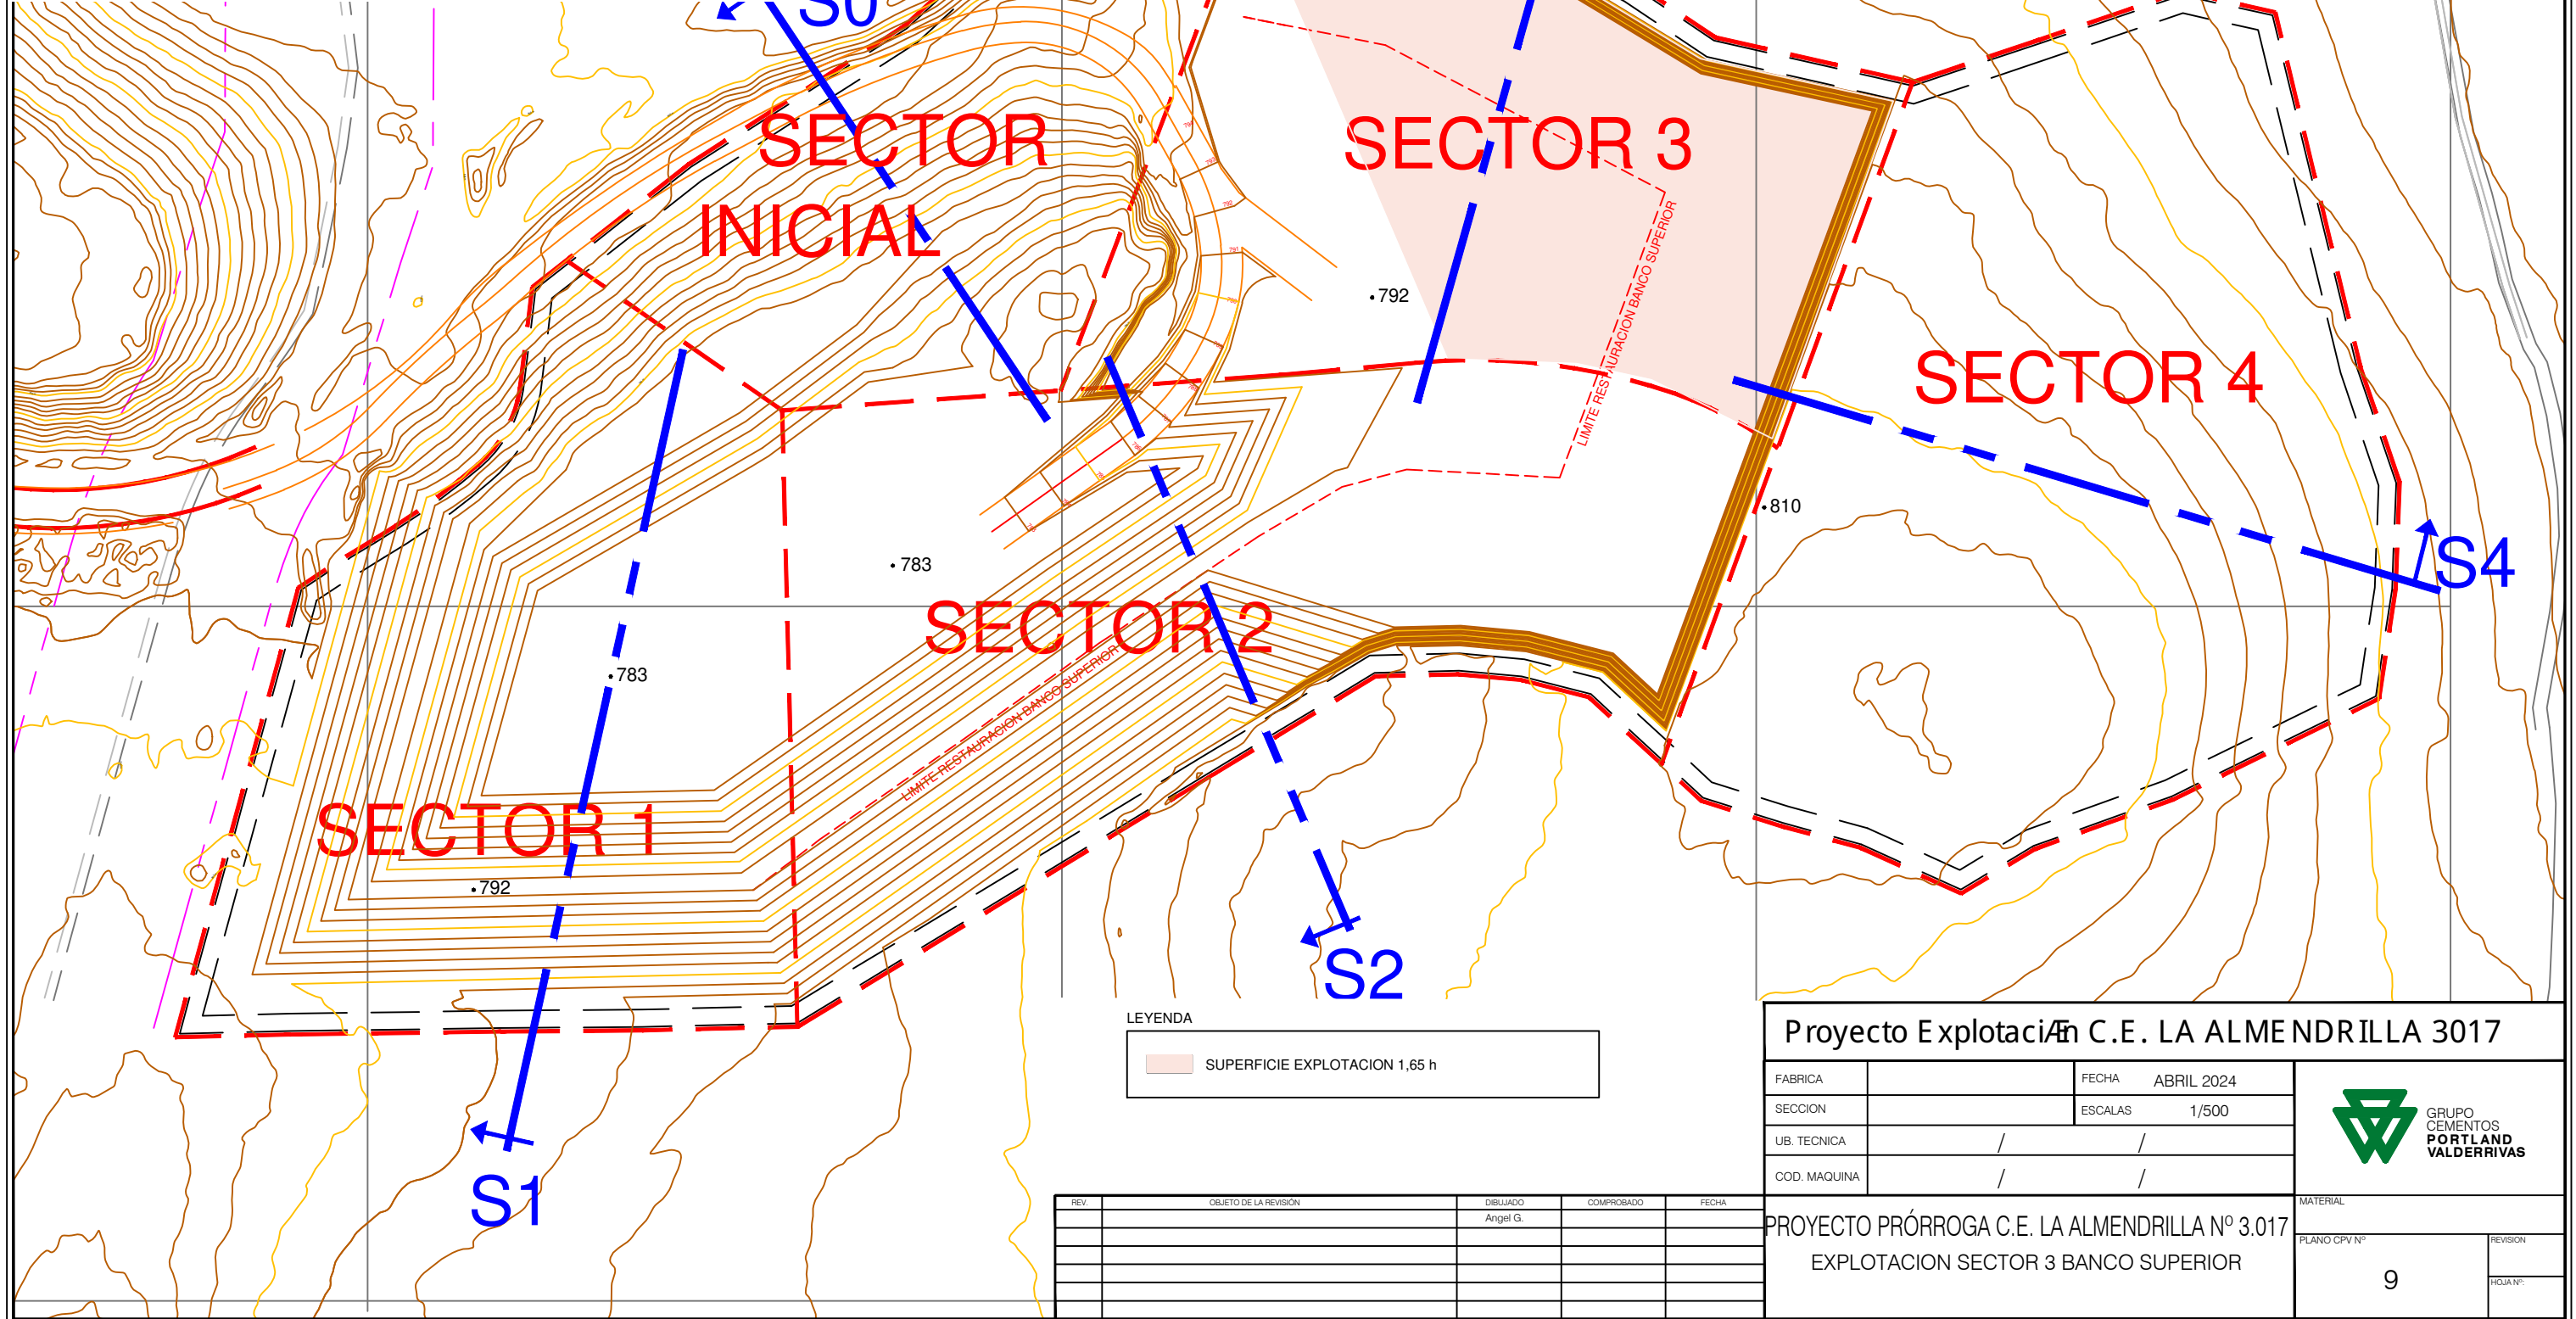 S0
SECTOR
INICIAL
SECTOR 3
792
LIMITE RESTAURACION BANCO SUPERIOR
SECTOR 4
810
S4
783
SECTOR 2
783
LIMITE RESTAURACION BANCO SUPERIOR
SECTOR 1
792
S2
S1
LEYENDA
SUPERFICIE EXPLOTACION 1,65 h
Proyecto ExplotaciÆn C.E. LA ALMENDRILLA 3017
FABRICA
FECHA ABRIL 2024
SECCION
ESCALAS 1/500
UB. TECNICA / /
COD. MAQUINA / /
GRUPO
CEMENTOS
PORTLAND
VALDERRIVAS
REV. OBJETO DE LA REVISIÓN DIBUJADO COMPROBADO FECHA
Angel G.
PROYECTO PRÓRROGA C.E. LA ALMENDRILLA Nº 3.017
EXPLOTACION SECTOR 3 BANCO SUPERIOR
MATERIAL
PLANO CPV Nº
9
REVISION
HOJA Nº: